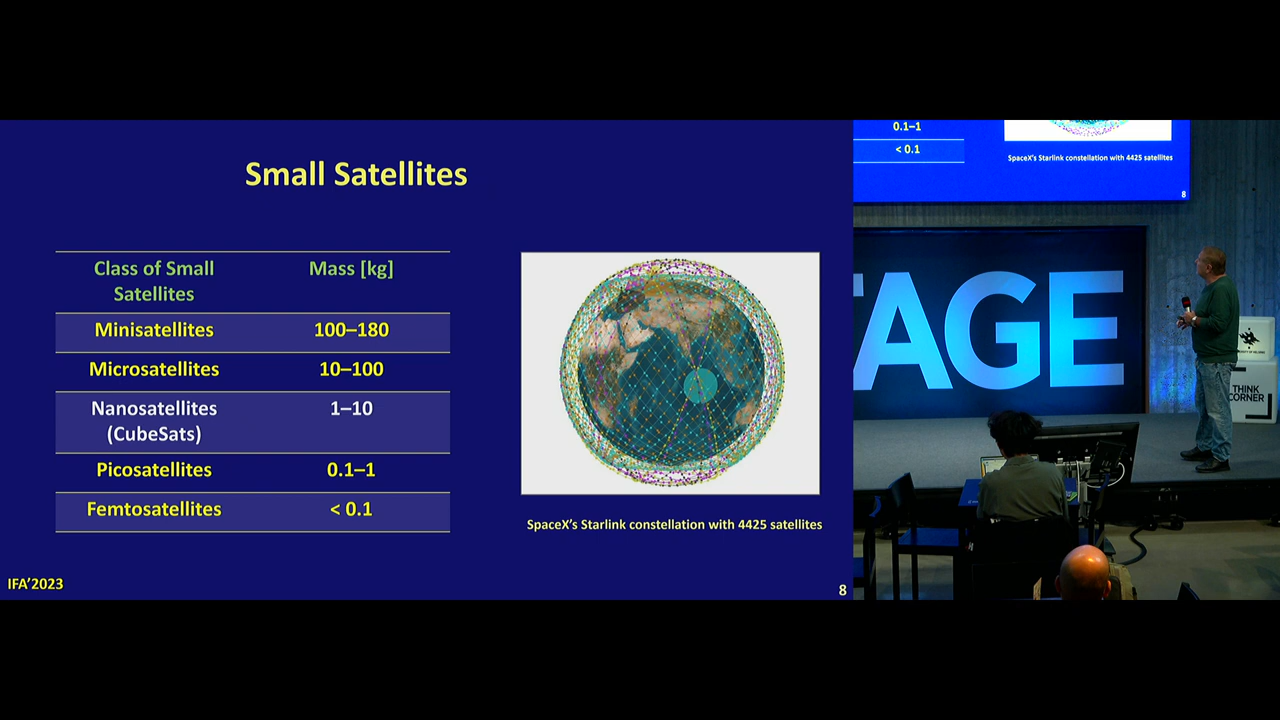 Small Satellites
Class of Small
Satellites
Mass [kg]
Minisatellites 100–180
Microsatellites 10–100
Nanosatellites 1–10
(CubeSats)
Picosatellites 0.1–1
Femtosatellites < 0.1
SpaceX's Starlink constellation with 4425 satellites
IFA'2023
8
0.1–1
< 0.1
SpaceX's Starlink constellation with 4425 satellites
8
TAGE
THINK
CORNER